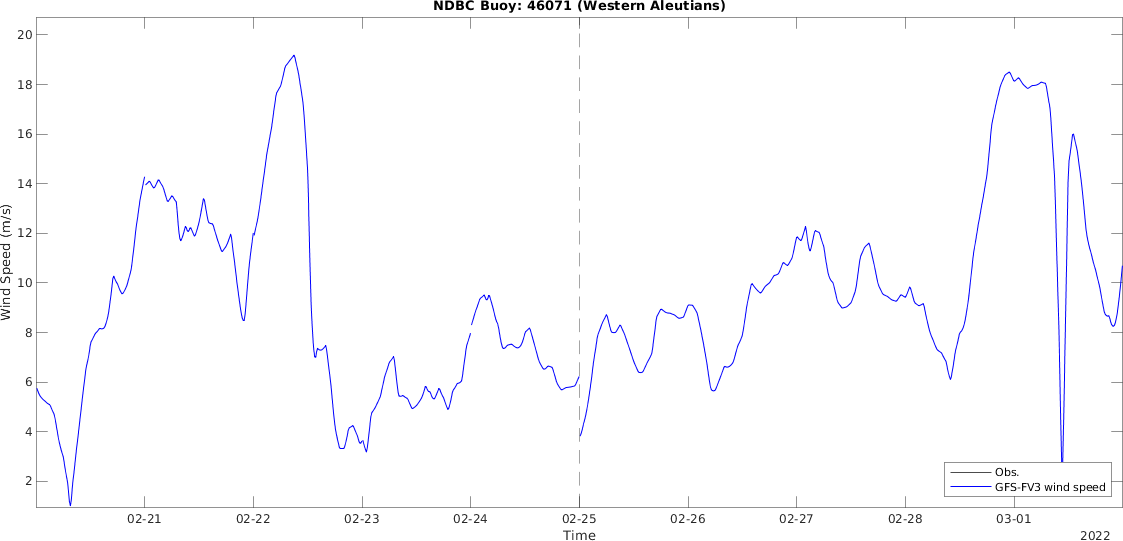 NDBC Buoy: 46071 (Western Aleutians)
20
18
16
14
12
10
8
6
4
2
Wind Speed (m/s)
Obs.
GFS-FV3 wind speed
02-21 02-22 02-23 02-24 02-25 02-26 02-27 02-28 03-01
Time
2022